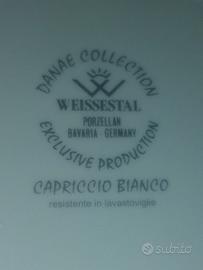 DANAE COLLECTION
WEISSESTAL
PORZELLAN
BAVARIA - GERMANY
EXCLUSIVE PRODUCTION
CAPRICCIO BIANCO
resistente in lavastoviglie
subito